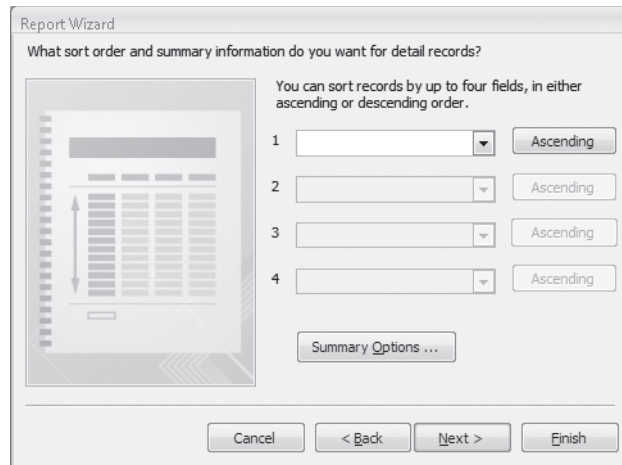 Report Wizard
What sort order and summary information do you want for detail records?
You can sort records by up to four fields, in either
ascending or descending order.
1 Ascending
2 Ascending
3 Ascending
4 Ascending
Summary Options ...
Cancel < Back Next > Finish